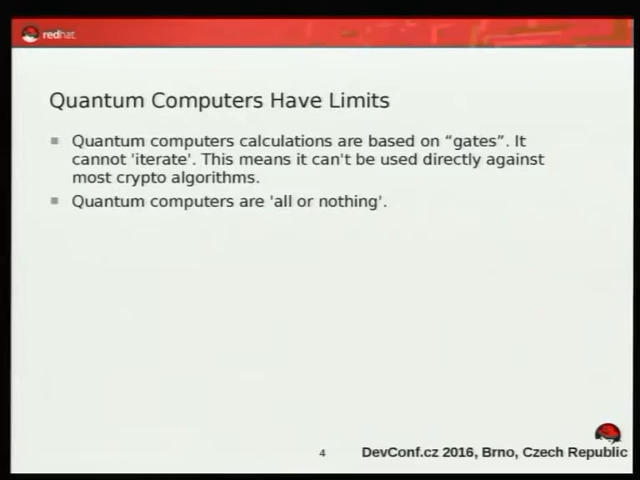 redhat
Quantum Computers Have Limits
Quantum computers calculations are based on “gates”. It
cannot 'iterate'. This means it can't be used directly against
most crypto algorithms.
Quantum computers are 'all or nothing'.
4
DevConf.cz 2016, Brno, Czech Republic